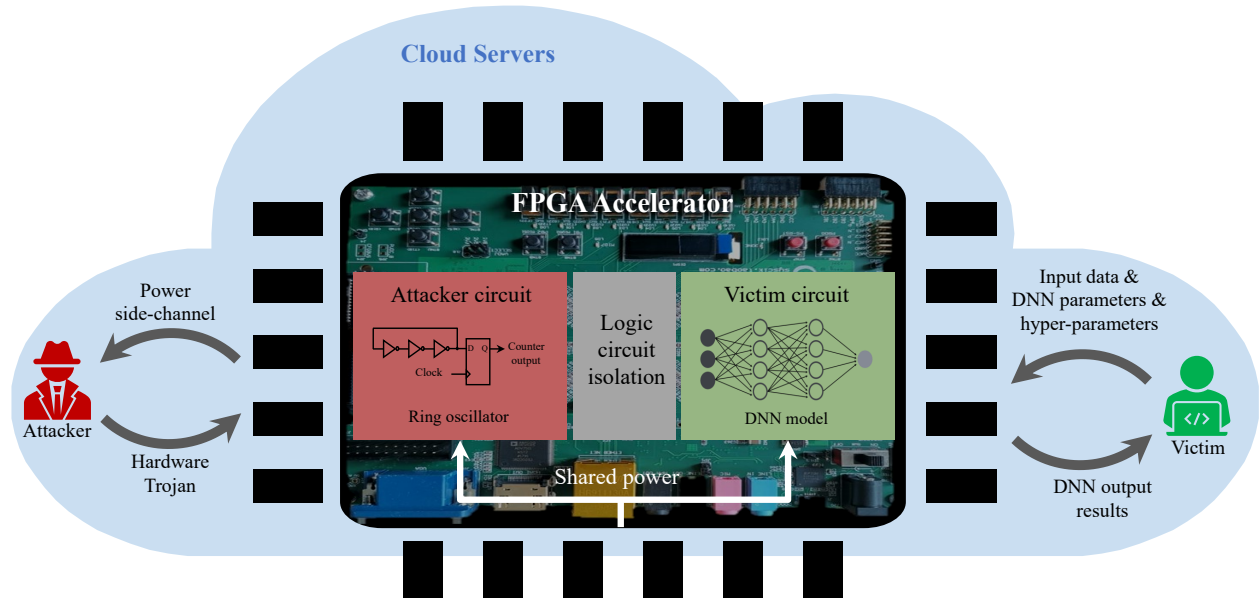 Cloud Servers
FPGA Accelerator
Power
side-channel
Attacker
Hardware
Trojan
Attacker circuit
D Q
Counter
output
Clock
Ring oscillator
Logic
circuit
isolation
Victim circuit
DNN model
Shared power
Input data &
DNN parameters &
hyper-parameters
</>
Victim
DNN output
results